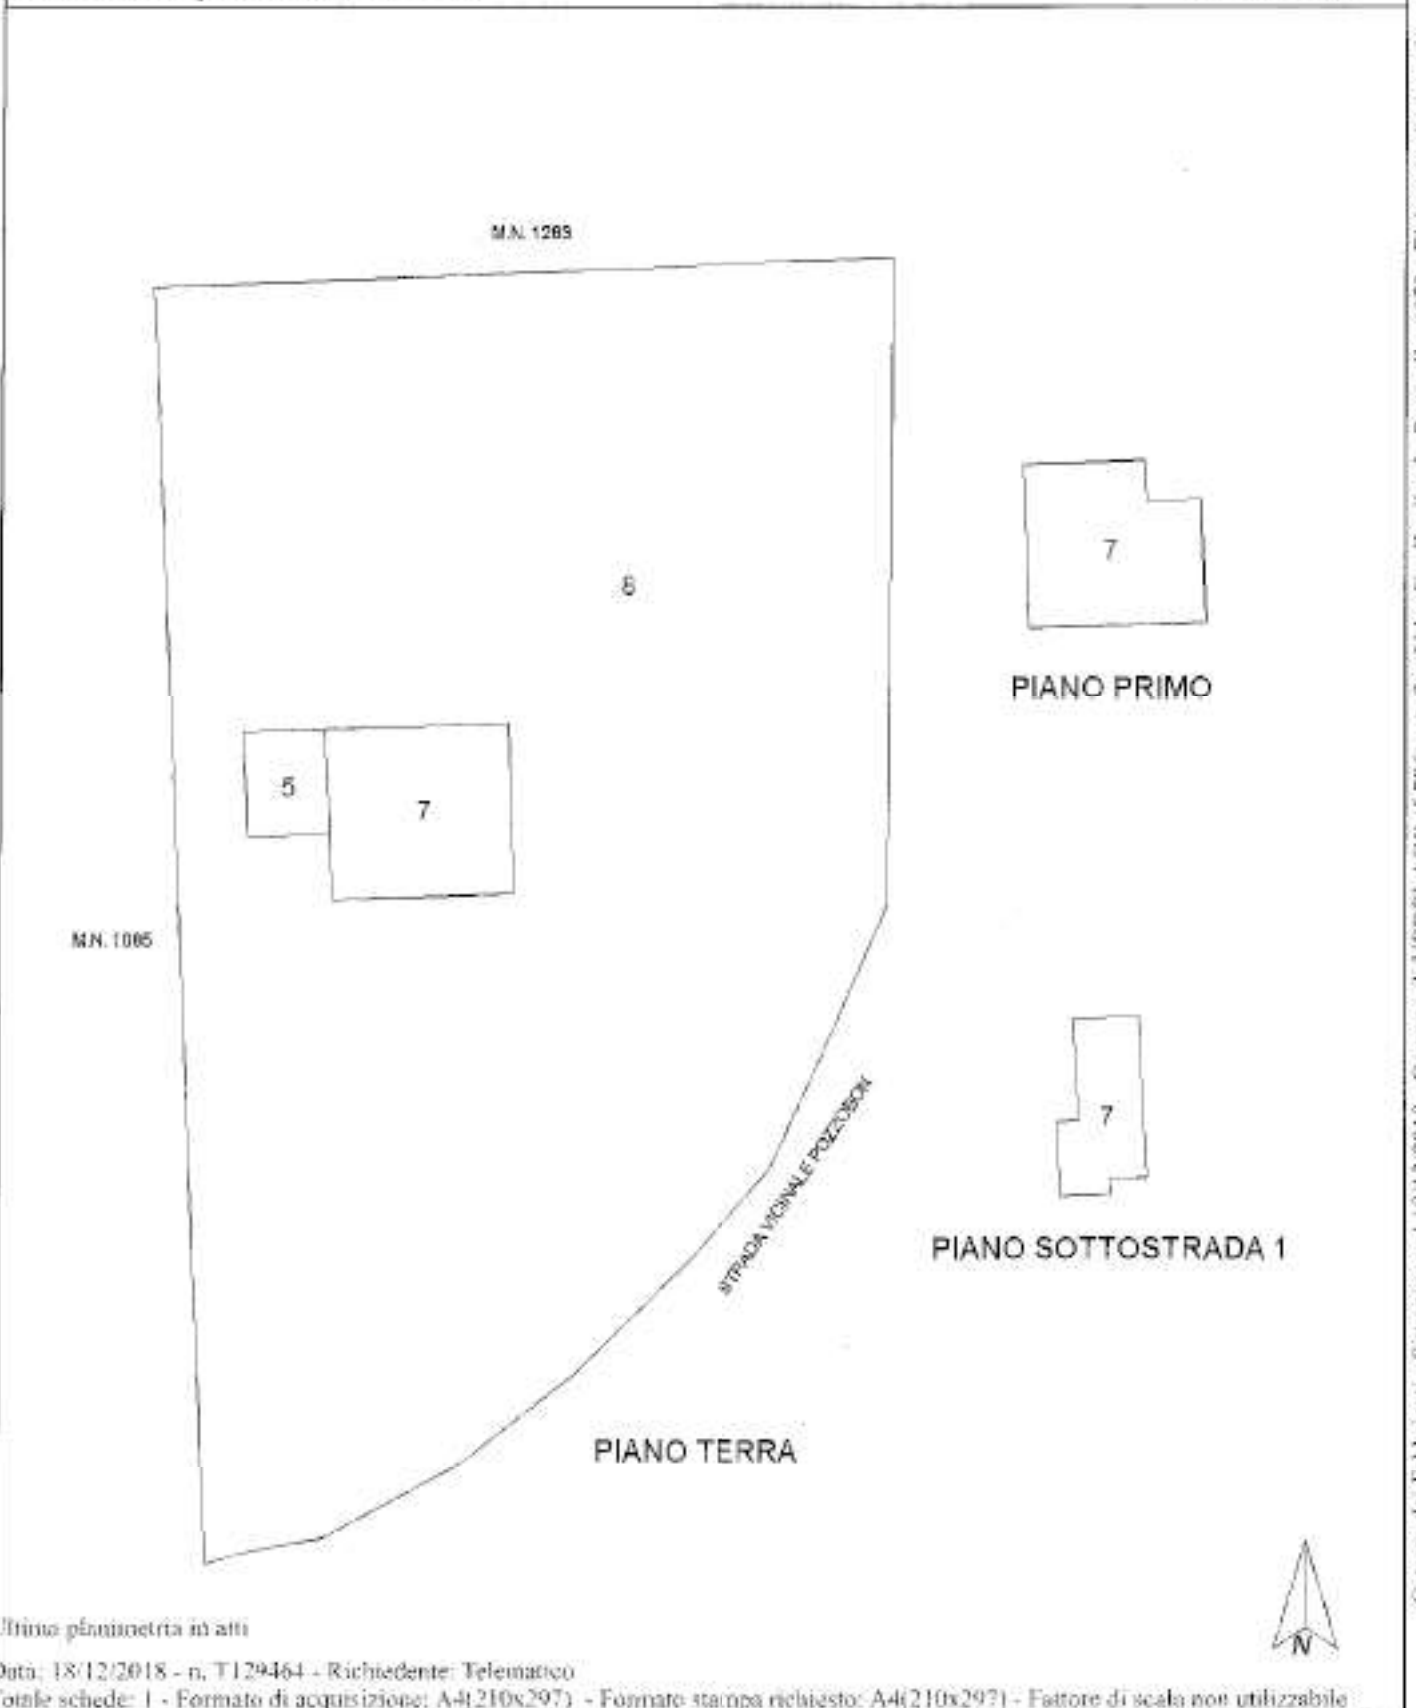 M.N. 1283
7
8
PIANO PRIMO
5
7
M.N. 1085
7
STRADA VICINALE POZZOBON
PIANO SOTTOSTRADA 1
PIANO TERRA
N
Ultima planimetria in atti
Data: 18/12/2018 - n. T129464 - Richiedente: Telematico
Totale schede: 1 - Formato di acquisizione: A4(210x297) - Formato stampa richiesto: A4(210x297) - Fattore di scala non utilizzabile